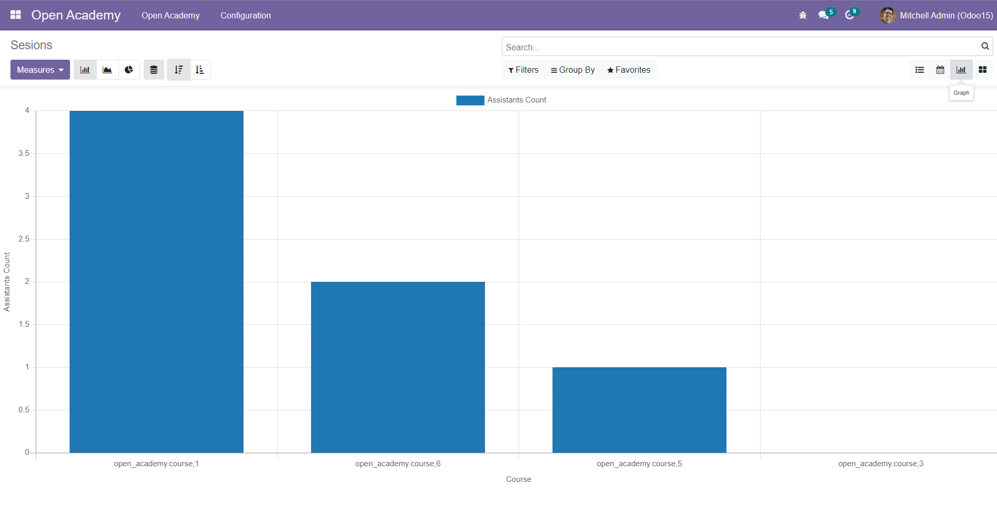 Open Academy Open Academy Configuration 5 9 Mitchell Admin (Odoo15)
Sesions
Search...
Measures Filters Group By Favorites
Graph
Assistants Count
4
3.5
3
2.5
2
1.5
1
0.5
0
Assistants Count
open_academy.course,1 open_academy.course,6 open_academy.course,5 open_academy.course,3
Course